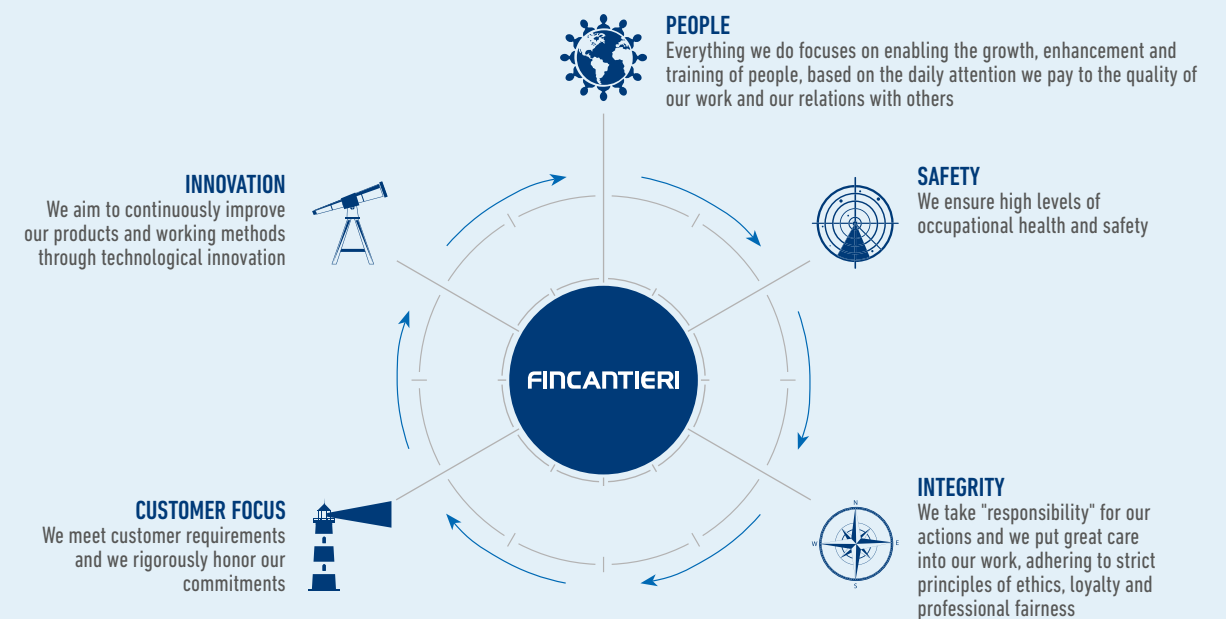 PEOPLE
Everything we do focuses on enabling the growth, enhancement and
training of people, based on the daily attention we pay to the quality of
our work and our relations with others
INNOVATION
We aim to continuously improve
our products and working methods
through technological innovation
SAFETY
We ensure high levels of
occupational health and safety
FINCANTIERI
CUSTOMER FOCUS
We meet customer requirements
and we rigorously honor our
commitments
INTEGRITY
We take "responsibility" for our
actions and we put great care
into our work, adhering to strict
principles of ethics, loyalty and
professional fairness
N
W
E
S